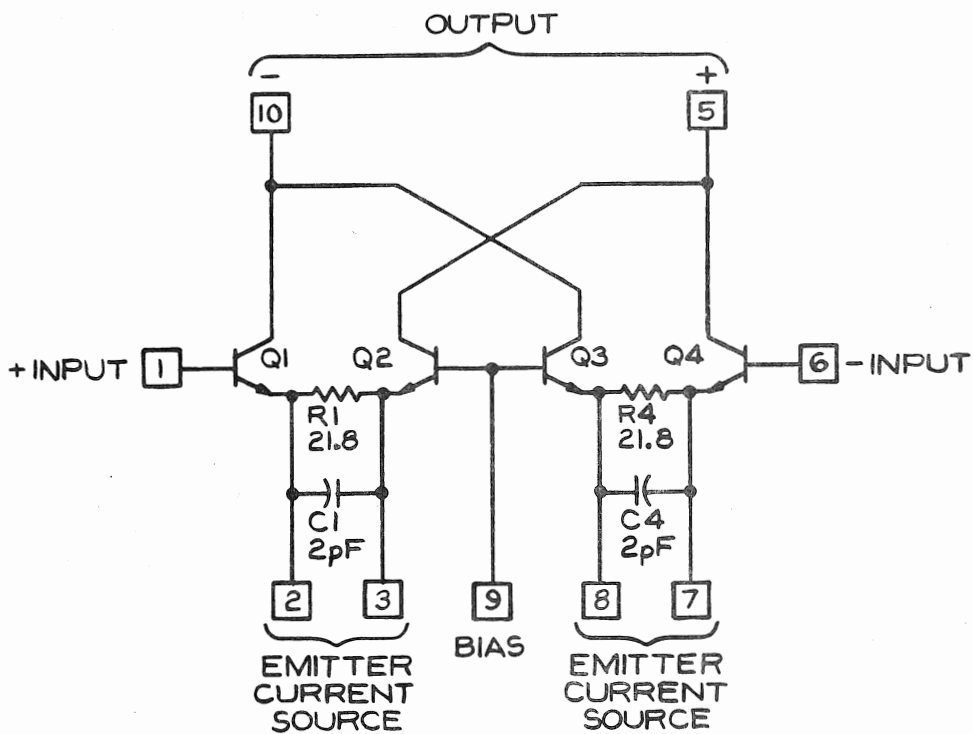 OUTPUT
- +
10 5
+INPUT 1 Q1 Q2 Q3 Q4 6 -INPUT
R1 R4
21.8 21.8
C1 C4
2pF 2pF
2 3 9 8 7
BIAS
EMITTER EMITTER
CURRENT CURRENT
SOURCE SOURCE